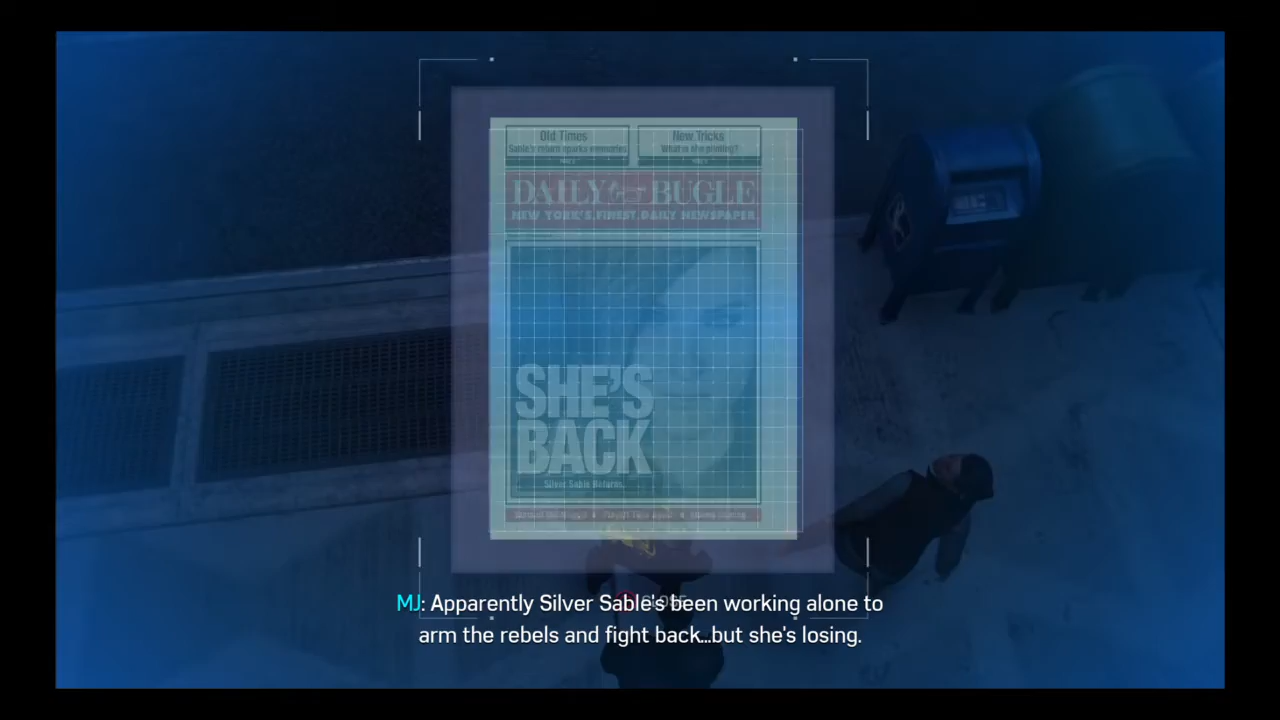 Old Times
New Tricks
Sable's return sparks memories
What is she plotting?
DAILY BUGLE
NEW YORK'S FINEST DAILY NEWSPAPER
SHE'S
BACK
Silver Sable Returns
CLOSE
MJ: Apparently Silver Sable's been working alone to
arm the rebels and fight back...but she's losing.